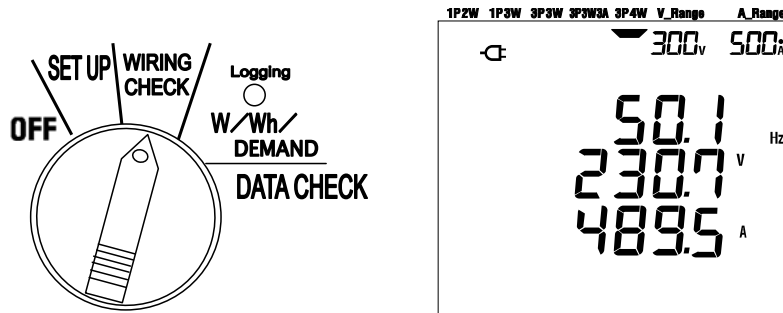 OFF
SET UP
WIRING
CHECK
Logging
W/Wh/
DEMAND
DATA CHECK
1P2W 1P3W 3P3W 3P3W3A 3P4W V_Range A_Range
300V 500A
50.1 Hz
230.7 V
489.5 A